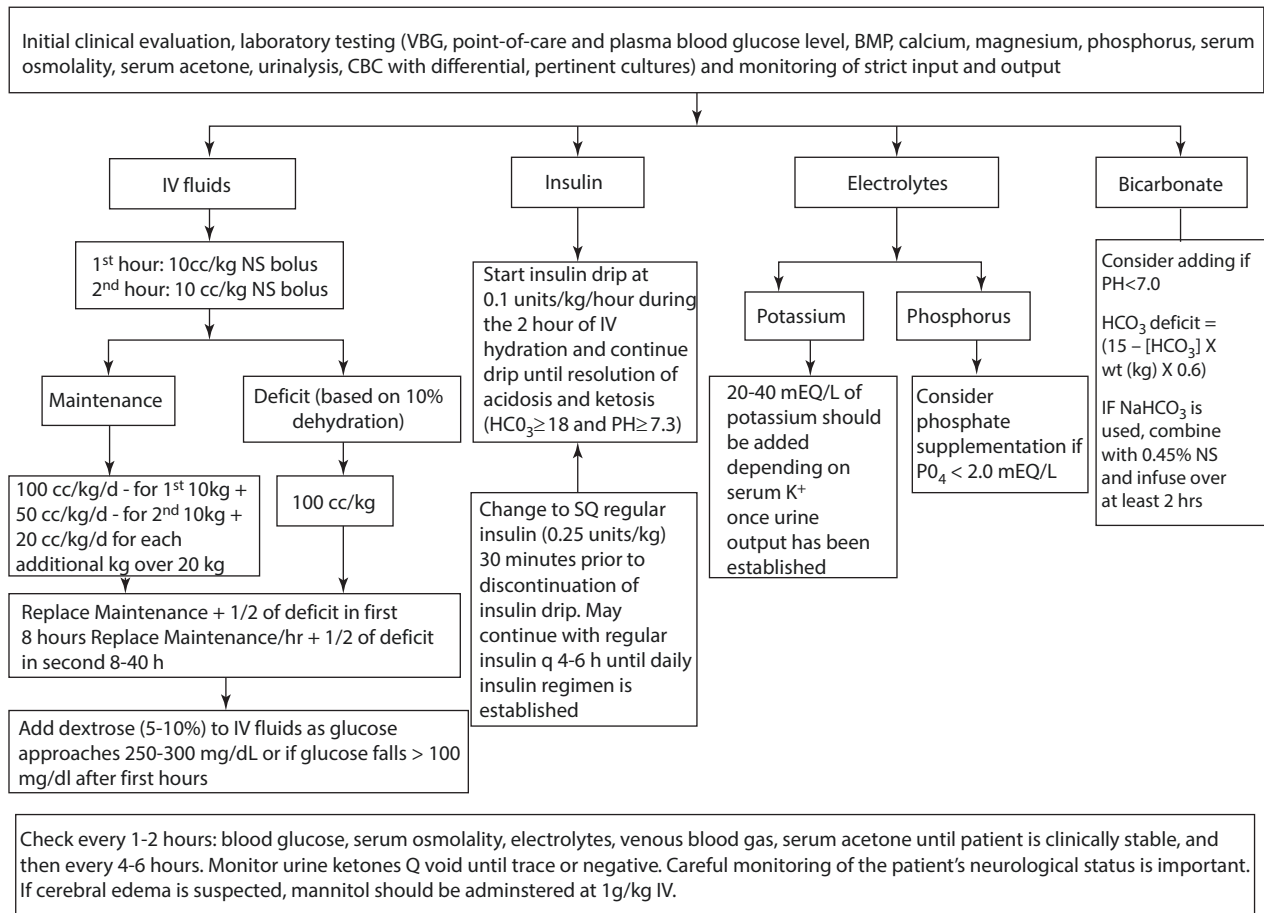 Initial clinical evaluation, laboratory testing (VBG, point-of-care and plasma blood glucose level, BMP, calcium, magnesium, phosphorus, serum
osmolality, serum acetone, urinalysis, CBC with differential, pertinent cultures) and monitoring of strict input and output
IV fluids
1st hour: 10cc/kg NS bolus
2nd hour: 10 cc/kg NS bolus
Maintenance
100 cc/kg/d - for 1st 10kg +
50 cc/kg/d - for 2nd 10kg +
20 cc/kg/d for each
additional kg over 20 kg
Deficit (based on 10%
dehydration)
100 cc/kg
Replace Maintenance + 1/2 of deficit in first
8 hours Replace Maintenance/hr + 1/2 of deficit
in second 8-40 h
Add dextrose (5-10%) to IV fluids as glucose
approaches 250-300 mg/dL or if glucose falls > 100
mg/dl after first hours
Insulin
Start insulin drip at
0.1 units/kg/hour during
the 2 hour of IV
hydration and continue
drip until resolution of
acidosis and ketosis
(HC0₃≥18 and PH≥7.3)
Change to SQ regular
insulin (0.25 units/kg)
30 minutes prior to
discontinuation of
insulin drip. May
continue with regular
insulin q 4-6 h until daily
insulin regimen is
established
Electrolytes
Potassium
20-40 mEQ/L of
potassium should
be added
depending on
serum K⁺
once urine
output has been
established
Phosphorus
Consider
phosphate
supplementation if
P0₄ < 2.0 mEQ/L
Bicarbonate
Consider adding if
PH<7.0
HCO₃ deficit =
(15 – [HCO₃] X
wt (kg) X 0.6)
IF NaHCO₃ is
used, combine
with 0.45% NS
and infuse over
at least 2 hrs
Check every 1-2 hours: blood glucose, serum osmolality, electrolytes, venous blood gas, serum acetone until patient is clinically stable, and
then every 4-6 hours. Monitor urine ketones Q void until trace or negative. Careful monitoring of the patient's neurological status is important.
If cerebral edema is suspected, mannitol should be adminstered at 1g/kg IV.